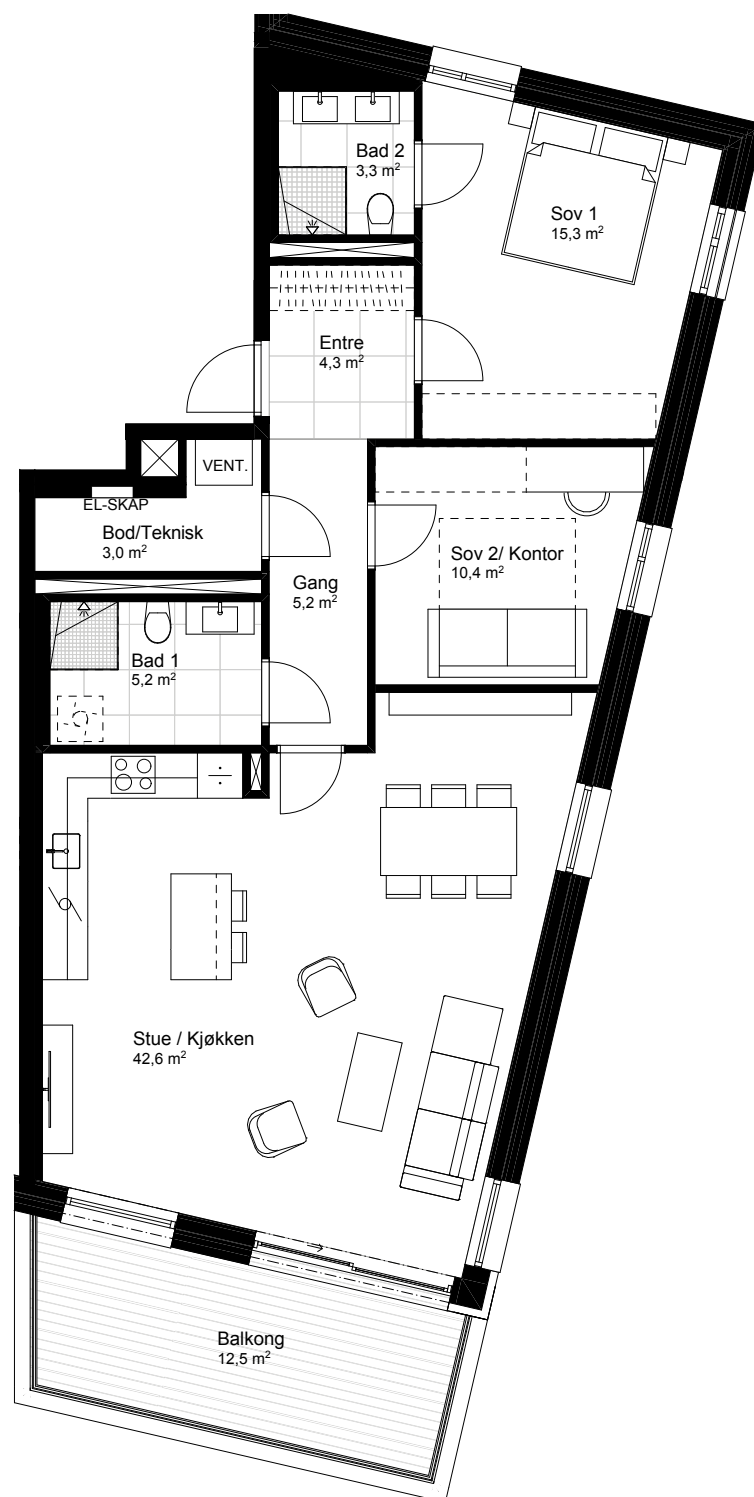 Bad 2
3,3 m²
Sov 1
15,3 m²
Entre
4,3 m²
VENT.
EL-SKAP
Bod/Teknisk
3,0 m²
Sov 2/ Kontor
10,4 m²
Gang
5,2 m²
Bad 1
5,2 m²
Stue / Kjøkken
42,6 m²
Balkong
12,5 m²